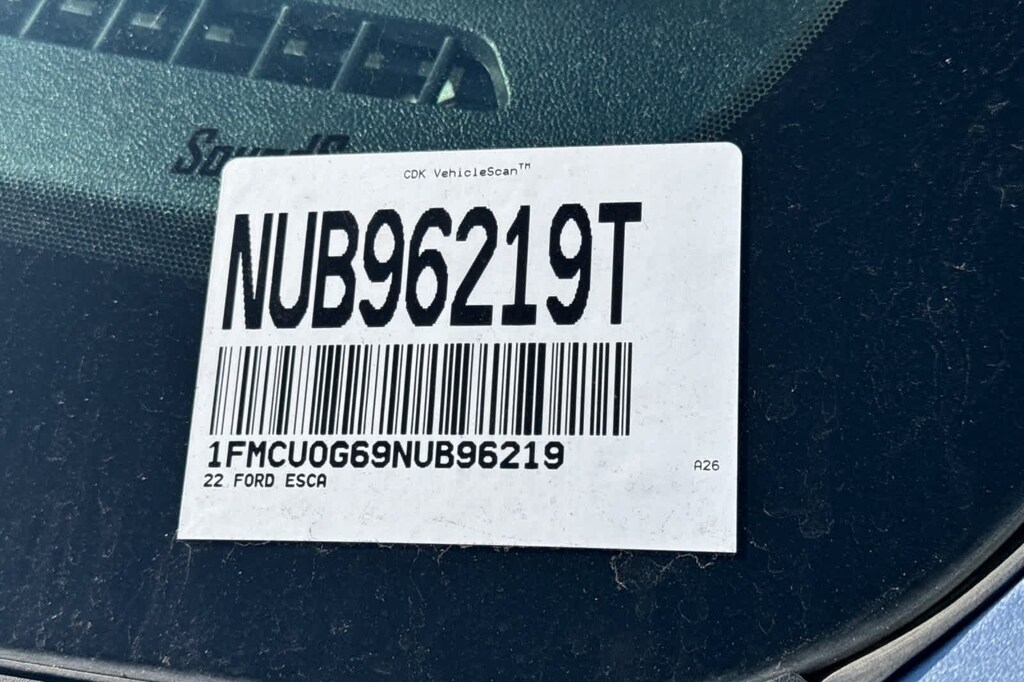 CDK VehicleScan™
NUB96219T
1FMCU0G69NUB96219
22 FORD ESCA
A26